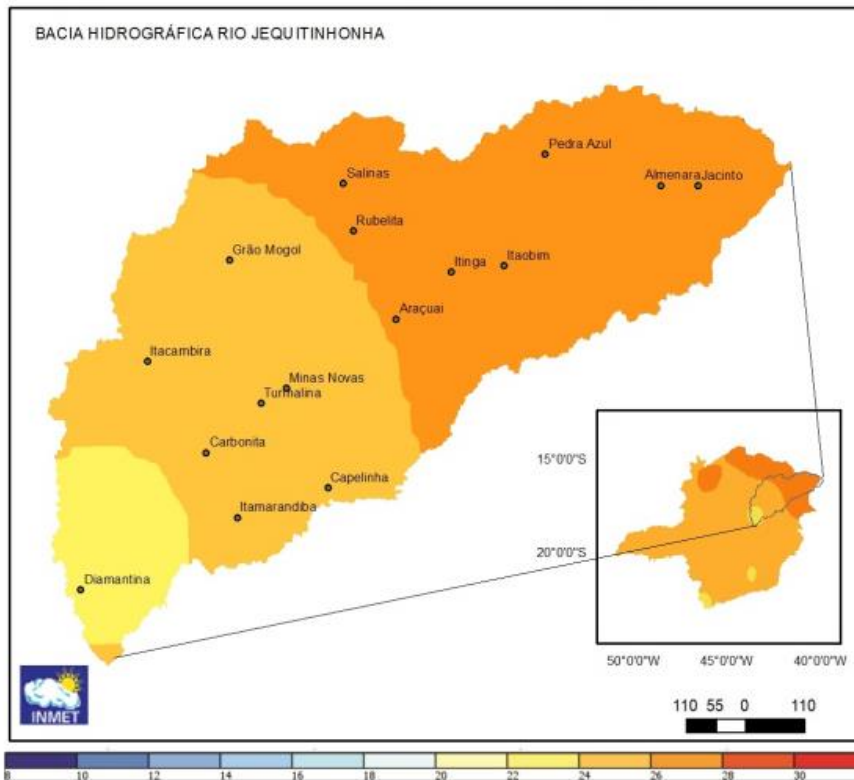 BACIA HIDROGRÁFICA RIO JEQUITINHONHA
Pedra Azul
Salinas
Almenara Jacinto
Rubelita
Grão Mogol
Itinga
Itaobim
Araçuai
Itacambira
Minas Novas
Turmalina
Carbonita
Capelinha
Itamarandiba
Diamantina
15°0'0"S
20°0'0"S
50°0'0"W 45°0'0"W 40°0'0"W
INMET
110 55 0 110
8 10 12 14 16 18 20 22 24 26 28 30